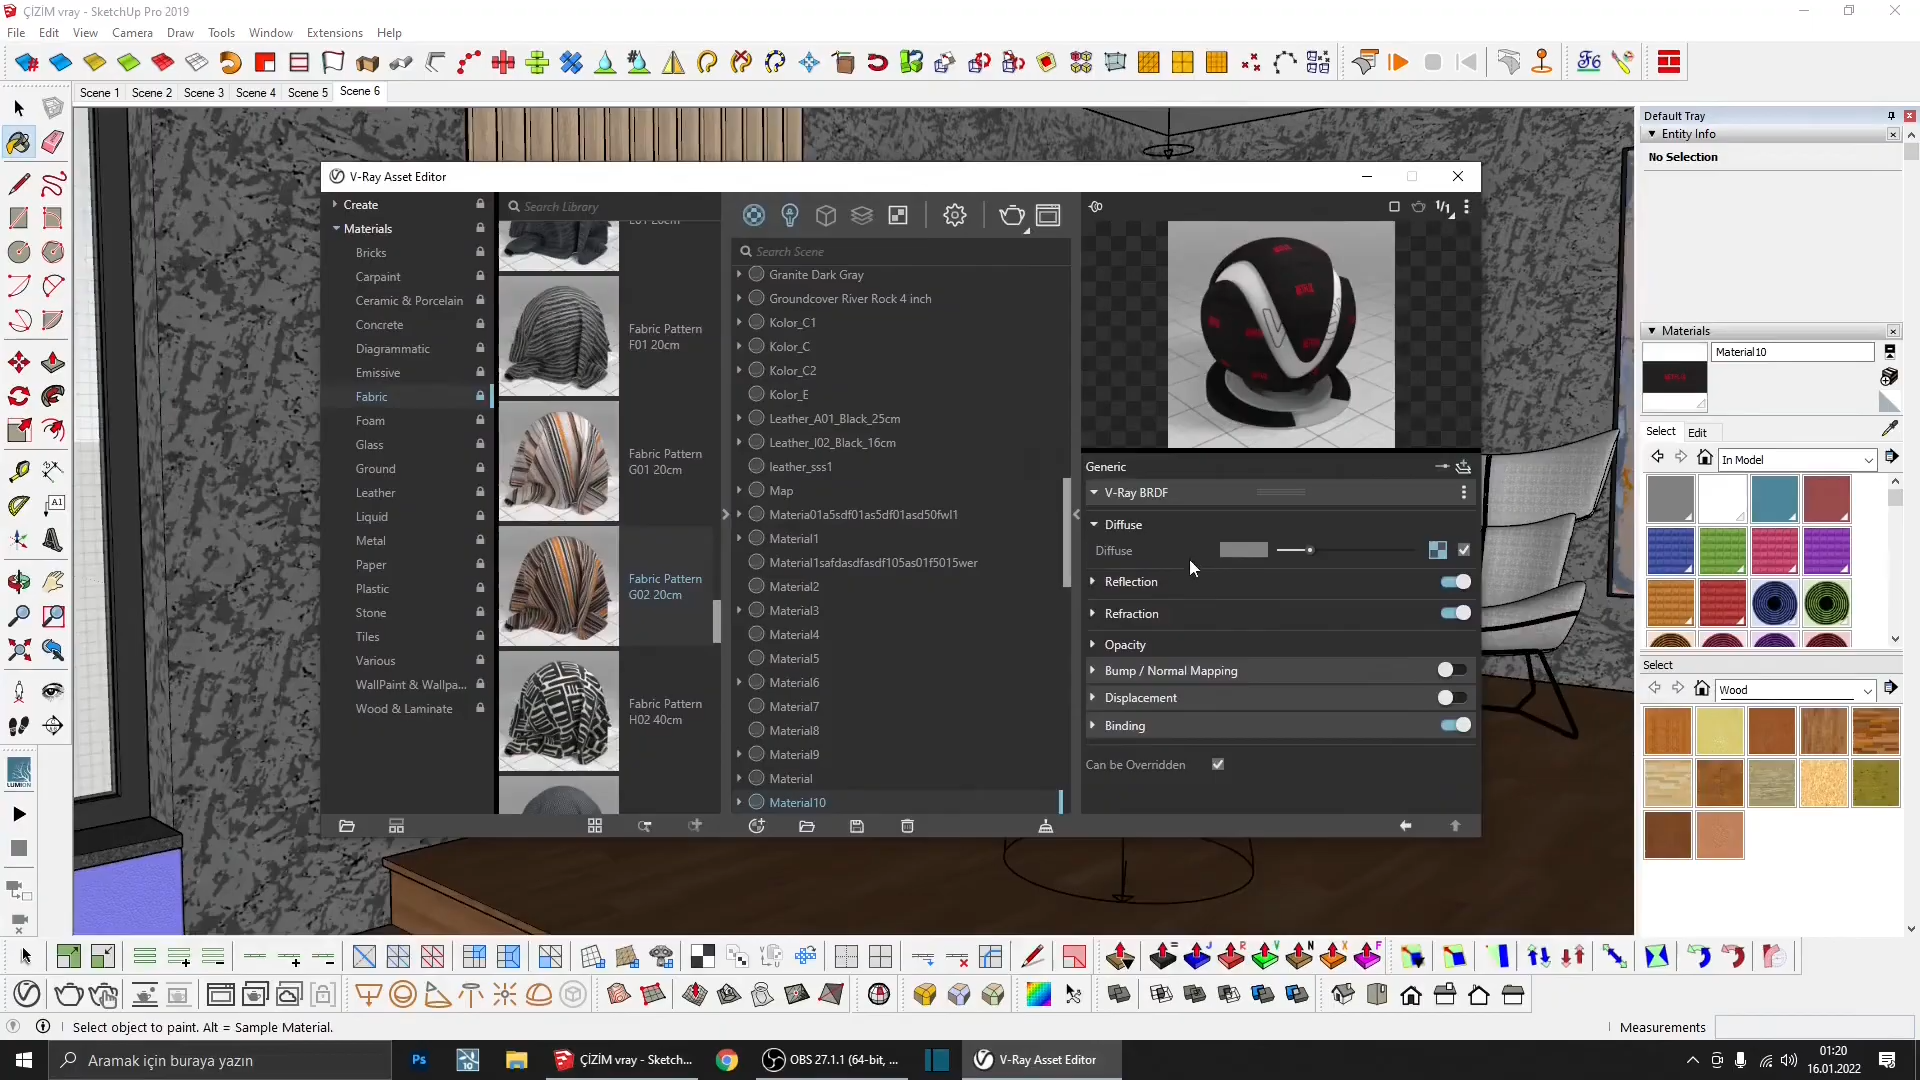 ÇİZİM vray - SketchUp Pro 2019
File Edit View Camera Draw Tools Window Extensions Help
Scene 1 Scene 2 Scene 3 Scene 4 Scene 5 Scene 6
V-Ray Asset Editor
Create
Materials
Bricks
Carpaint
Ceramic & Porcelain
Concrete
Diagrammatic
Emissive
Fabric
Foam
Glass
Ground
Leather
Liquid
Metal
Paper
Plastic
Stone
Tiles
Various
WallPaint & Wallpa...
Wood & Laminate
Search Library
Fabric Pattern
F01 20cm
Fabric Pattern
G01 20cm
Fabric Pattern
G02 20cm
Fabric Pattern
H02 40cm
Search Scene
Granite Dark Gray
Groundcover River Rock 4 inch
Kolor_C1
Kolor_C
Kolor_C2
Kolor_E
Leather_A01_Black_25cm
Leather_I02_Black_16cm
leather_sss1
Map
Materia01a5sdf01as5df01asd50fwl1
Material1
Material1safdasdfasdf105as01f5015wer
Material2
Material3
Material4
Material5
Material6
Material7
Material8
Material9
Material
Material10
1/1
Generic
V-Ray BRDF
Diffuse
Diffuse
Reflection
Refraction
Opacity
Bump / Normal Mapping
Displacement
Binding
Can be Overridden
Default Tray
Entity Info
No Selection
Materials
Material10
Select Edit
In Model
Select
Wood
LUMION
Select object to paint. Alt = Sample Material.
Measurements
Aramak için buraya yazın
Ps
ÇİZİM vray - Sketch...
OBS 27.1.1 (64-bit, ...
V-Ray Asset Editor
01:20
16.01.2022